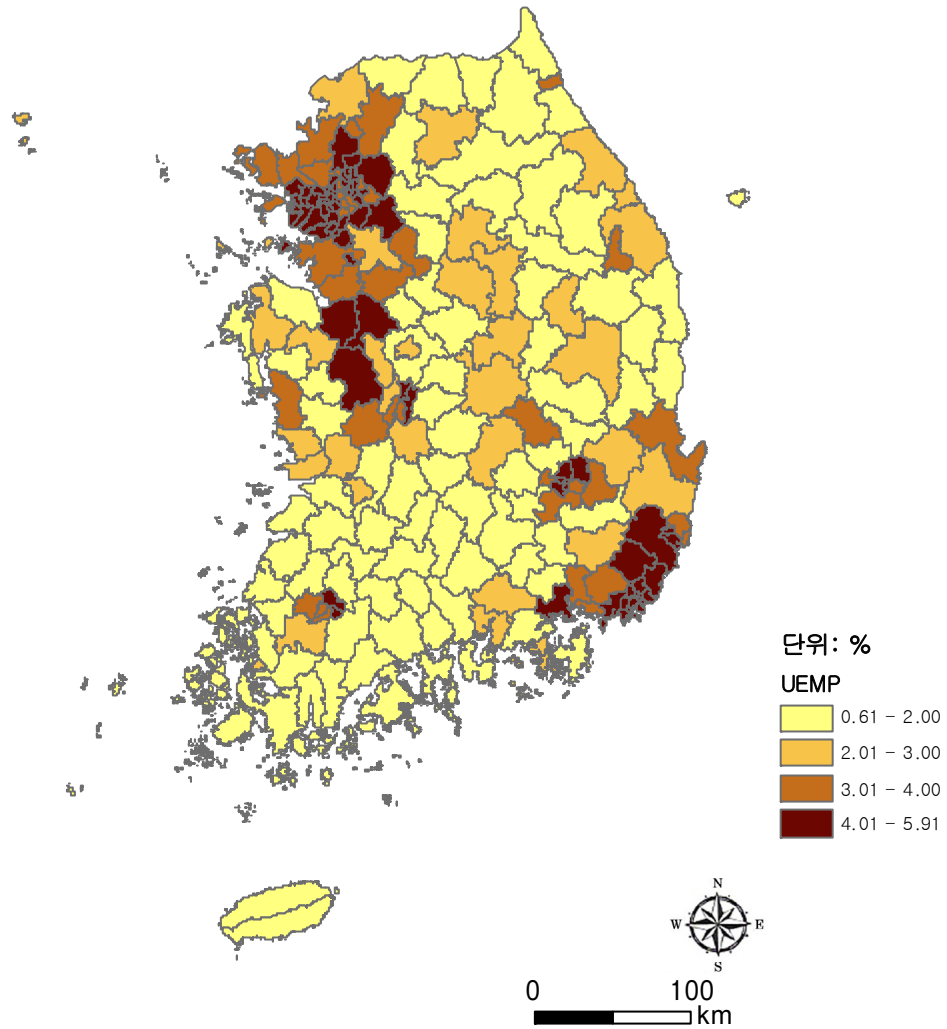 단위: %
UEMP
0.61 - 2.00
2.01 - 3.00
3.01 - 4.00
4.01 - 5.91
N
W E
S
0 100
km